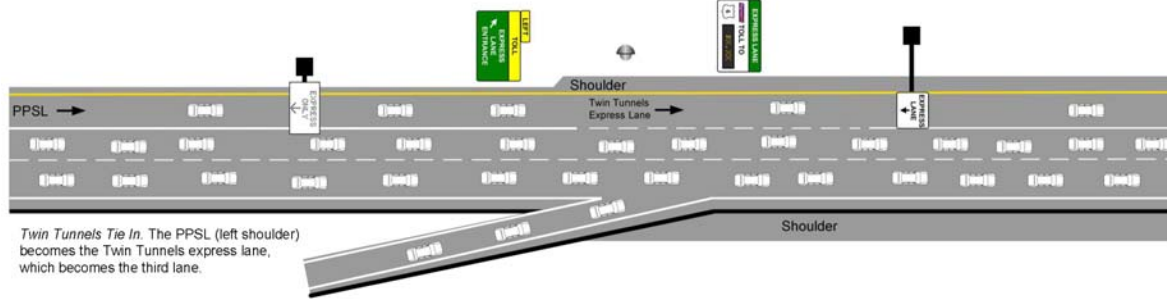 LEFT
TOLL
EXPRESS
LANE
ENTRANCE
EXPRESS LANE
TOLL TO
Shoulder
PPSL
EXPRESS
ONLY
Twin Tunnels
Express Lane
EXPRESS
LANE
Shoulder
Twin Tunnels Tie In. The PPSL (left shoulder)
becomes the Twin Tunnels express lane,
which becomes the third lane.